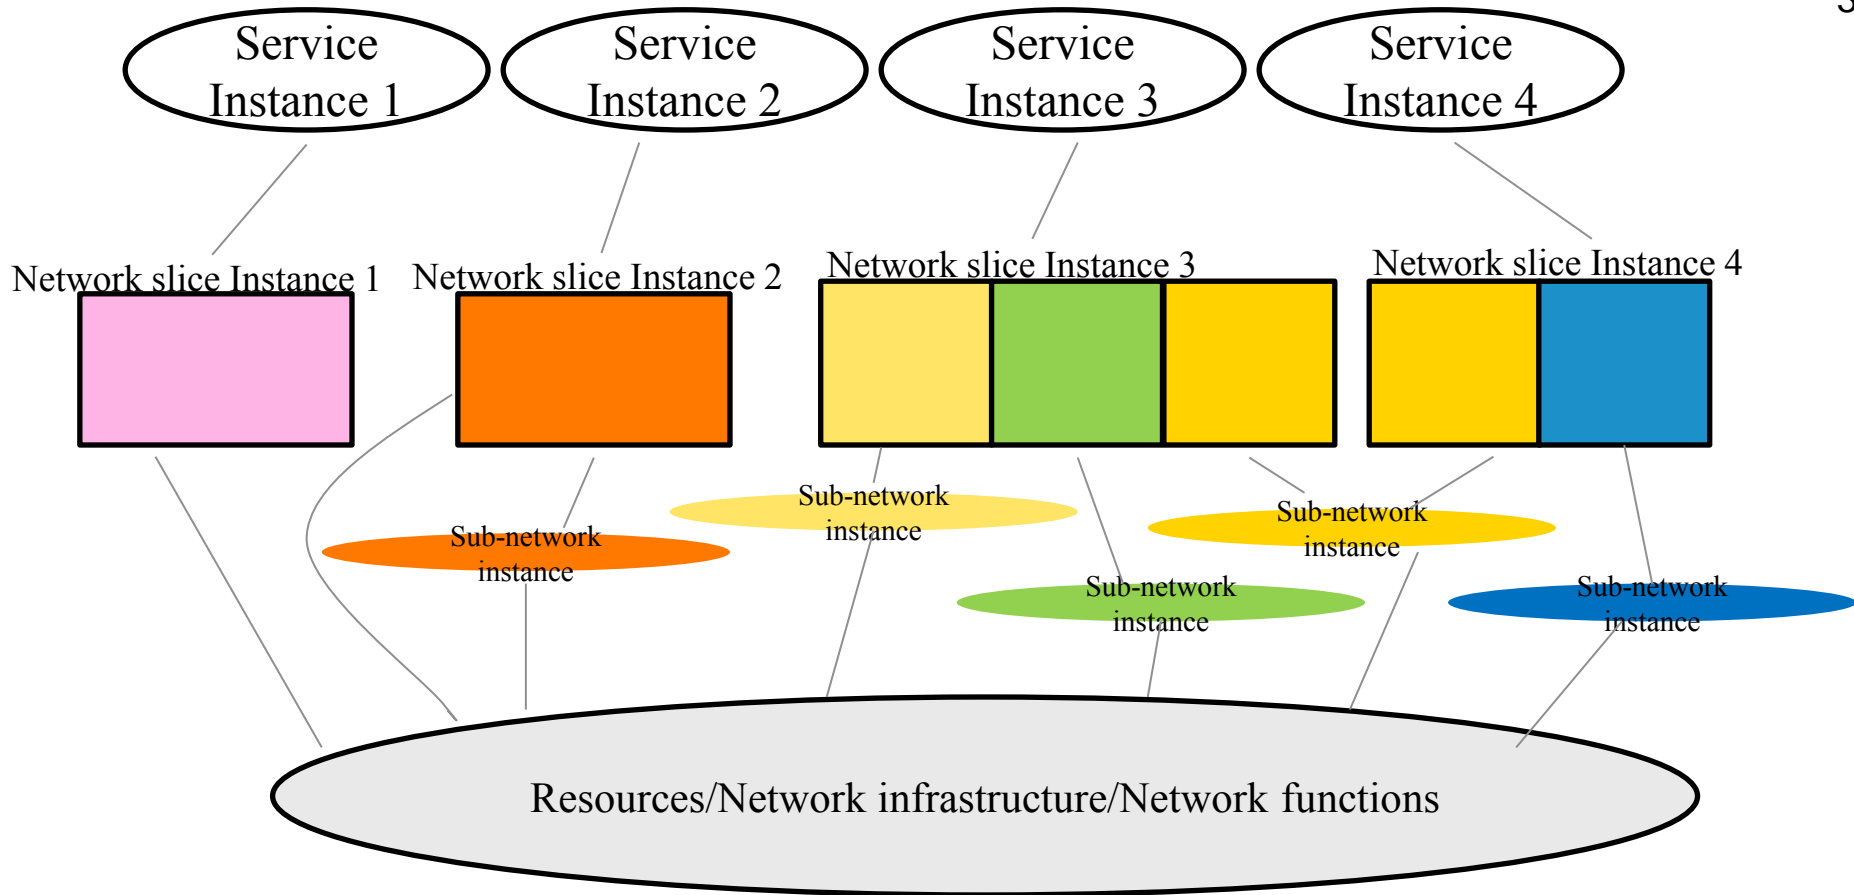 Service
Instance 1
Service
Instance 2
Service
Instance 3
Service
Instance 4
Network slice Instance 1
Network slice Instance 2
Network slice Instance 3
Network slice Instance 4
Sub-network
instance
Sub-network
instance
Sub-network
instance
Sub-network
instance
Sub-network
instance
Resources/Network infrastructure/Network functions